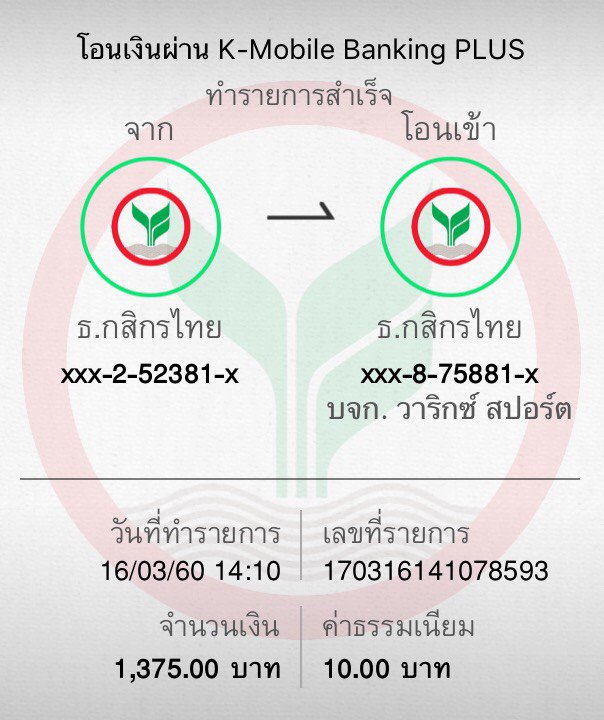 โอนเงินผ่าน K-Mobile Banking PLUS
ทำรายการสำเร็จ
จาก
โอนเข้า
ธ.กสิกรไทย
ธ.กสิกรไทย
xxx-2-52381-x
xxx-8-75881-x
บจก. วาริกซ์ สปอร์ต
วันที่ทำรายการ
เลขที่รายการ
16/03/60 14:10
170316141078593
จำนวนเงิน
ค่าธรรมเนียม
1,375.00 บาท
10.00 บาท